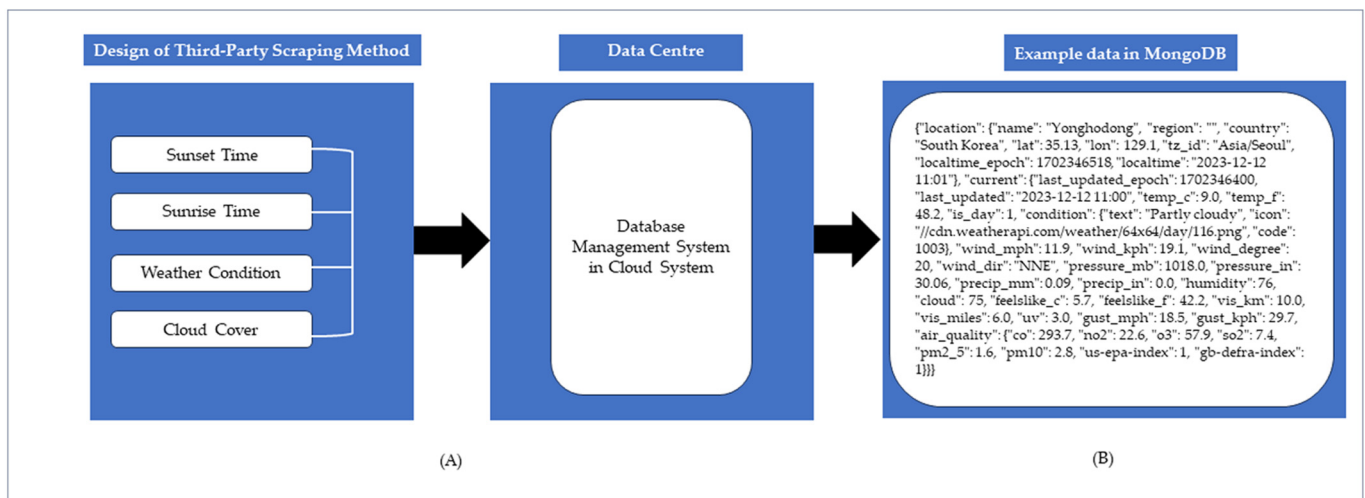 Design of Third-Party Scraping Method
Sunset Time
Sunrise Time
Weather Condition
Cloud Cover
Data Centre
Database
Management System
in Cloud System
(A)
Example data in MongoDB
{"location": {"name": "Yonghodong", "region": "", "country":
"South Korea", "lat": 35.13, "lon": 129.1, "tz_id": "Asia/Seoul",
"localtime_epoch": 1702346518, "localtime": "2023-12-12
11:01"}, "current": {"last_updated_epoch": 1702346400,
"last_updated": "2023-12-12 11:00", "temp_c": 9.0, "temp_f":
48.2, "is_day": 1, "condition": {"text": "Partly cloudy", "icon":
"//cdn.weatherapi.com/weather/64x64/day/116.png", "code":
1003}, "wind_mph": 11.9, "wind_kph": 19.1, "wind_degree":
20, "wind_dir": "NNE", "pressure_mb": 1018.0, "pressure_in":
30.06, "precip_mm": 0.09, "precip_in": 0.0, "humidity": 76,
"cloud": 75, "feelslike_c": 5.7, "feelslike_f": 42.2, "vis_km": 10.0,
"vis_miles": 6.0, "uv": 3.0, "gust_mph": 18.5, "gust_kph": 29.7,
"air_quality": {"co": 293.7, "no2": 22.6, "o3": 57.9, "so2": 7.4,
"pm2_5": 1.6, "pm10": 2.8, "us-epa-index": 1, "gb-defra-index":
1}}}
(B)